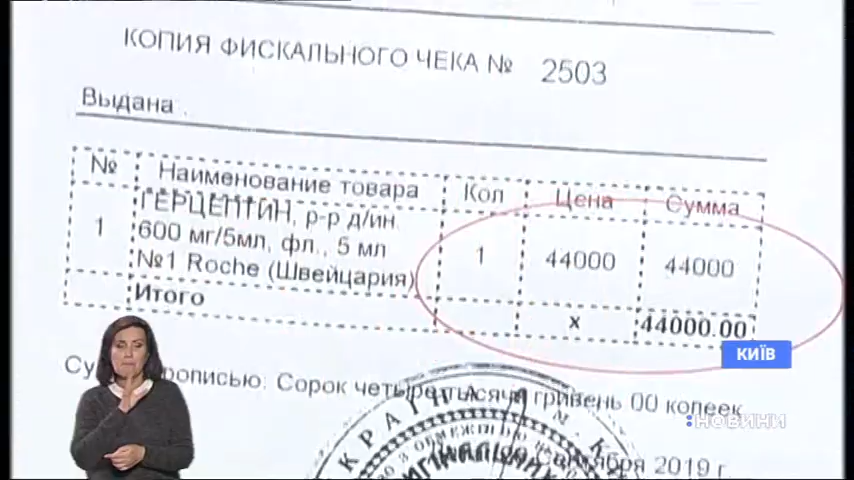 КОПИЯ ФИСКАЛЬНОГО ЧЕКА № 2503
Выдана
№ Наименование товара Кол Цена Сумма
1 ГЕРЦЕПТИН, р-р д/ин. 600 мг/5мл, фл., 5 мл №1 Roche (Швейцария) 1 44000 44000
Итого х 44000.00
КИЇВ
прописью: Сорок четыре тысячи гривень 00 копеек
:НОВИНИ
2019 г